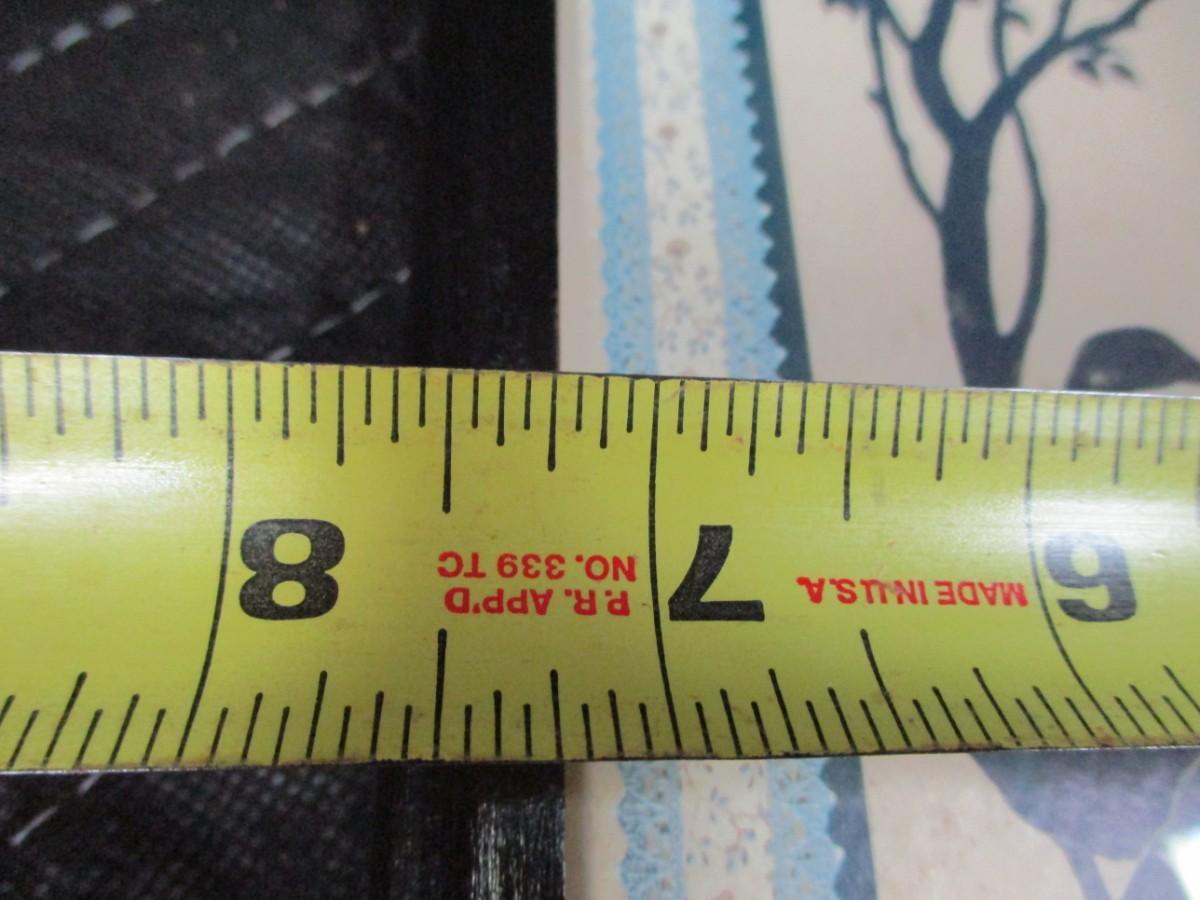 6
MADE IN U.S.A.
7
P.R. APP'D
NO. 339 TC
8